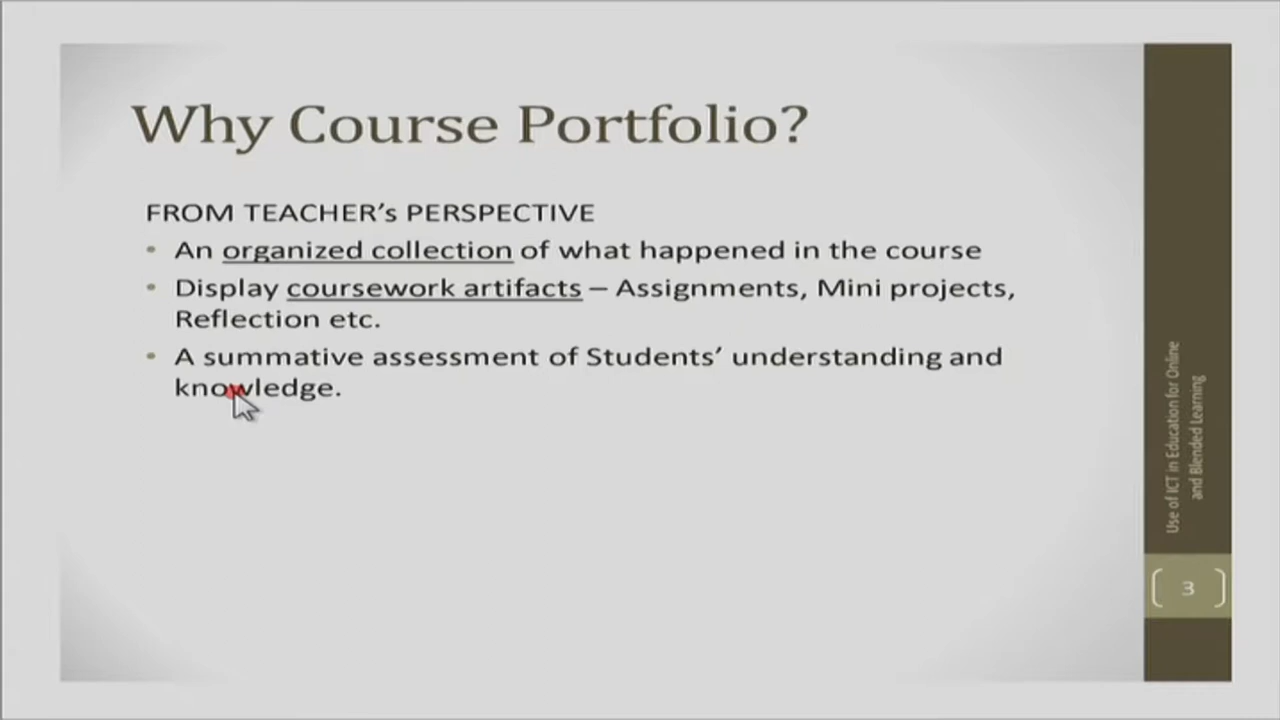 Why Course Portfolio?
FROM TEACHER's PERSPECTIVE
• An organized collection of what happened in the course
• Display coursework artifacts – Assignments, Mini projects,
Reflection etc.
• A summative assessment of Students' understanding and
knowledge.
Use of ICT in Education for Online
and Blended Learning
3